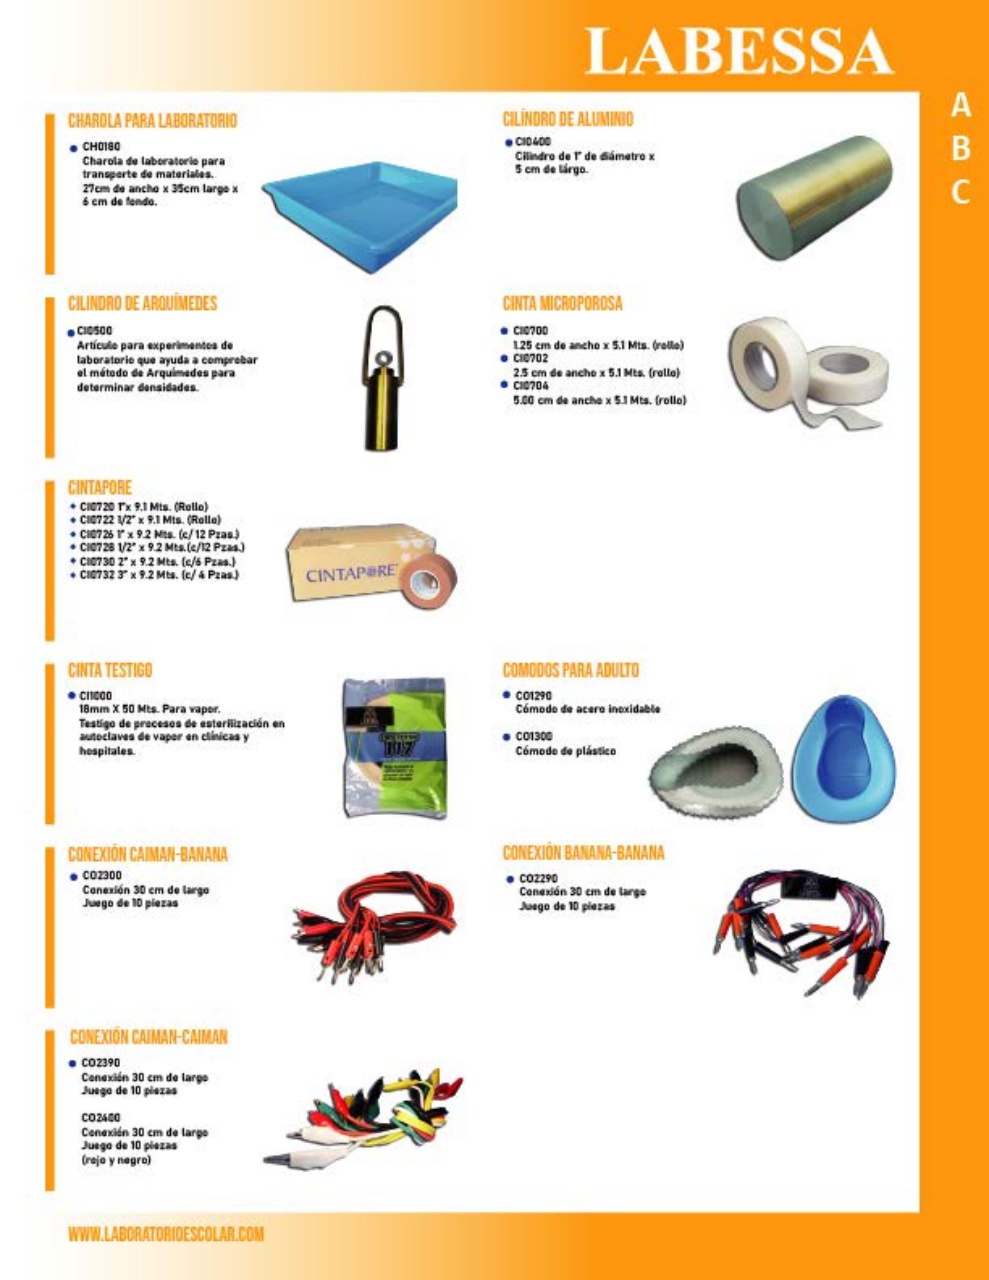 LABESSA
A
B
C
CHAROLA PARA LABORATORIO
CH0180
Charola de laboratorio para
transporte de materiales.
27cm de ancho x 35cm largo x
6 cm de fondo.
CILÍNDRO DE ALUMINIO
CI0400
Cilindro de 1" de diámetro x
5 cm de lárgo.
CILINDRO DE ARQUÍMEDES
CI0500
Artículo para experimentos de
laboratorio que ayuda a comprobar
el método de Arquímedes para
determinar densidades.
CINTA MICROPOROSA
CI0700
1.25 cm de ancho x 5.1 Mts. (rollo)
CI0702
2.5 cm de ancho x 5.1 Mts. (rollo)
CI0704
5.00 cm de ancho x 5.1 Mts. (rollo)
CINTAPORE
CI0720 1"x 9.1 Mts. (Rollo)
CI0722 1/2" x 9.1 Mts. (Rollo)
CI0726 1" x 9.2 Mts. (c/ 12 Pzas.)
CI0728 1/2" x 9.2 Mts.(c/12 Pzas.)
CI0730 2" x 9.2 Mts. (c/6 Pzas.)
CI0732 3" x 9.2 Mts. (c/ 4 Pzas.)
CINTAPORE
CINTA TESTIGO
CI1000
18mm X 50 Mts. Para vapor.
Testigo de procesos de esterilización en
autoclaves de vapor en clínicas y
hospitales.
COMODOS PARA ADULTO
CO1290
Cómodo de acero inoxidable
CO1300
Cómodo de plástico
CONEXIÓN CAIMAN-BANANA
CO2300
Conexión 30 cm de largo
Juego de 10 piezas
CONEXIÓN BANANA-BANANA
CO2290
Conexión 30 cm de largo
Juego de 10 piezas
CONEXIÓN CAIMAN-CAIMAN
CO2390
Conexión 30 cm de largo
Juego de 10 piezas
CO2400
Conexión 30 cm de largo
Juego de 10 piezas
(rojo y negro)
WWW.LABORATORIOESCOLAR.COM